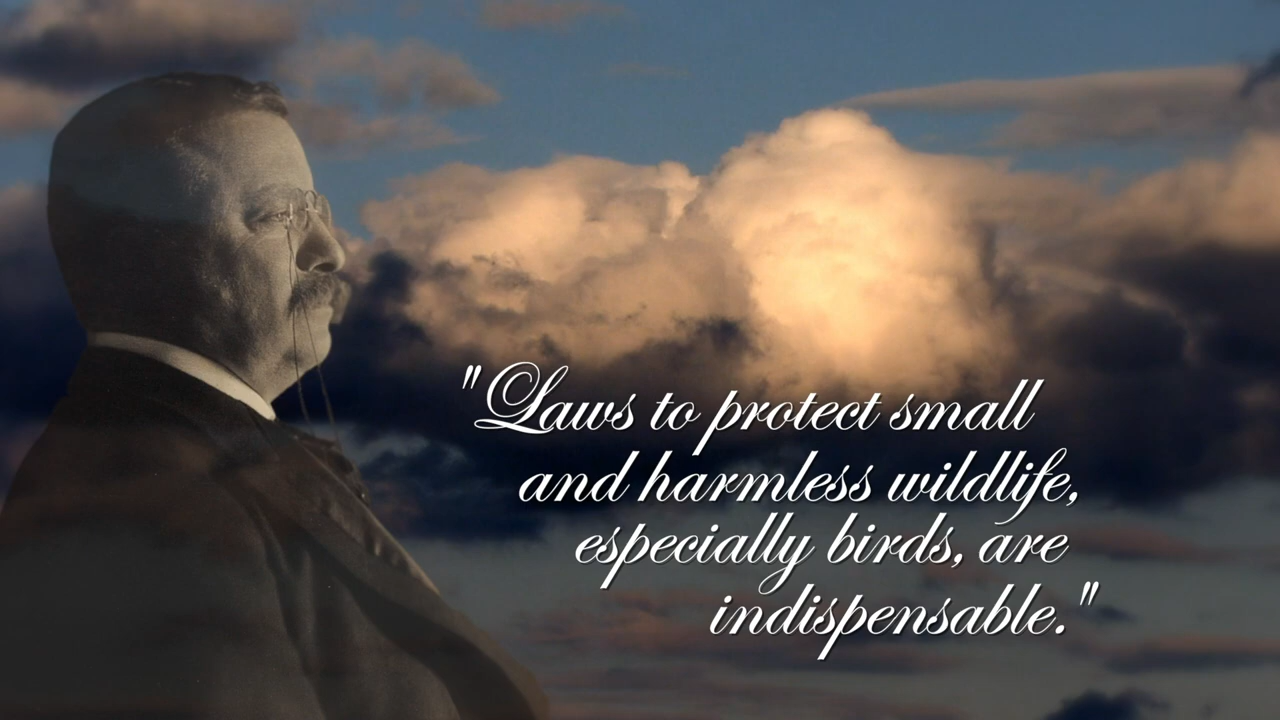 "Laws to protect small
and harmless wildlife,
especially birds, are
indispensable."